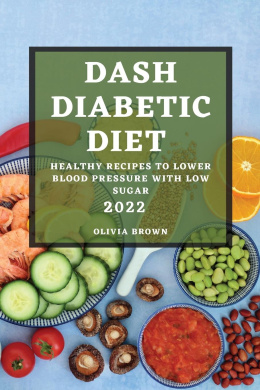 DASH
DIABETIC
DIET
HEALTHY RECIPES TO LOWER
BLOOD PRESSURE WITH LOW
SUGAR
2022
OLIVIA BROWN